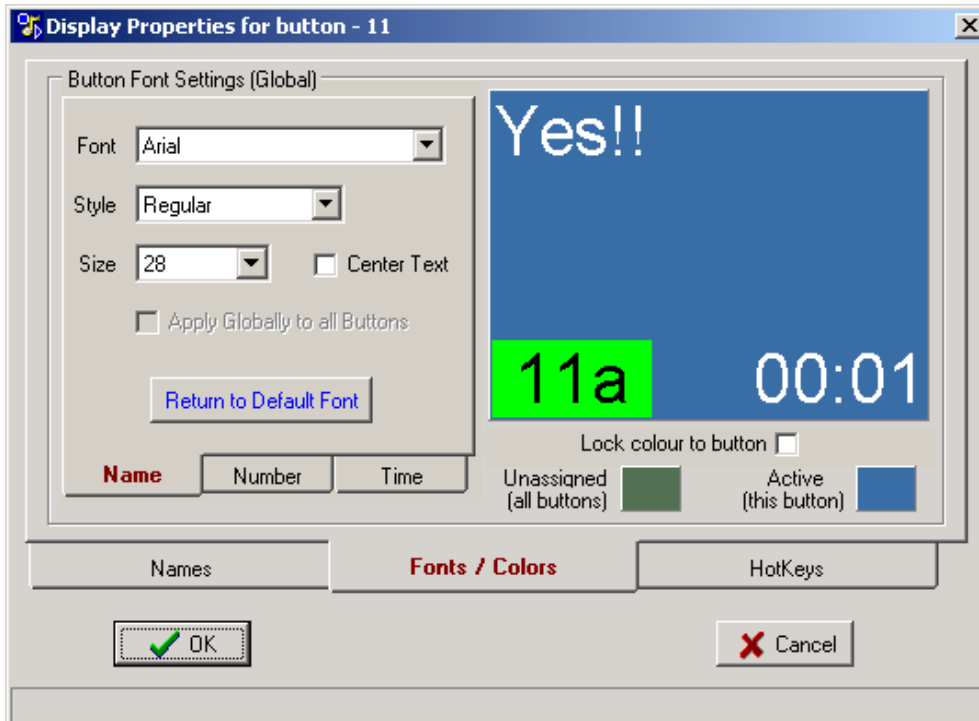 Display Properties for button - 11
Button Font Settings (Global)
Font Arial
Style Regular
Size 28 Center Text
Apply Globally to all Buttons
Return to Default Font
Name Number Time
Yes!!
11a 00:01
Lock colour to button
Unassigned
(all buttons)
Active
(this button)
Names Fonts / Colors HotKeys
OK Cancel